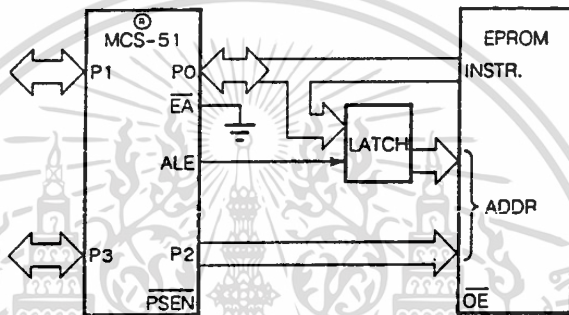 ®
MCS-51
P1
P0
EA
ALE
P3
P2
PSEN
LATCH
EPROM
INSTR.
ADDR
OE